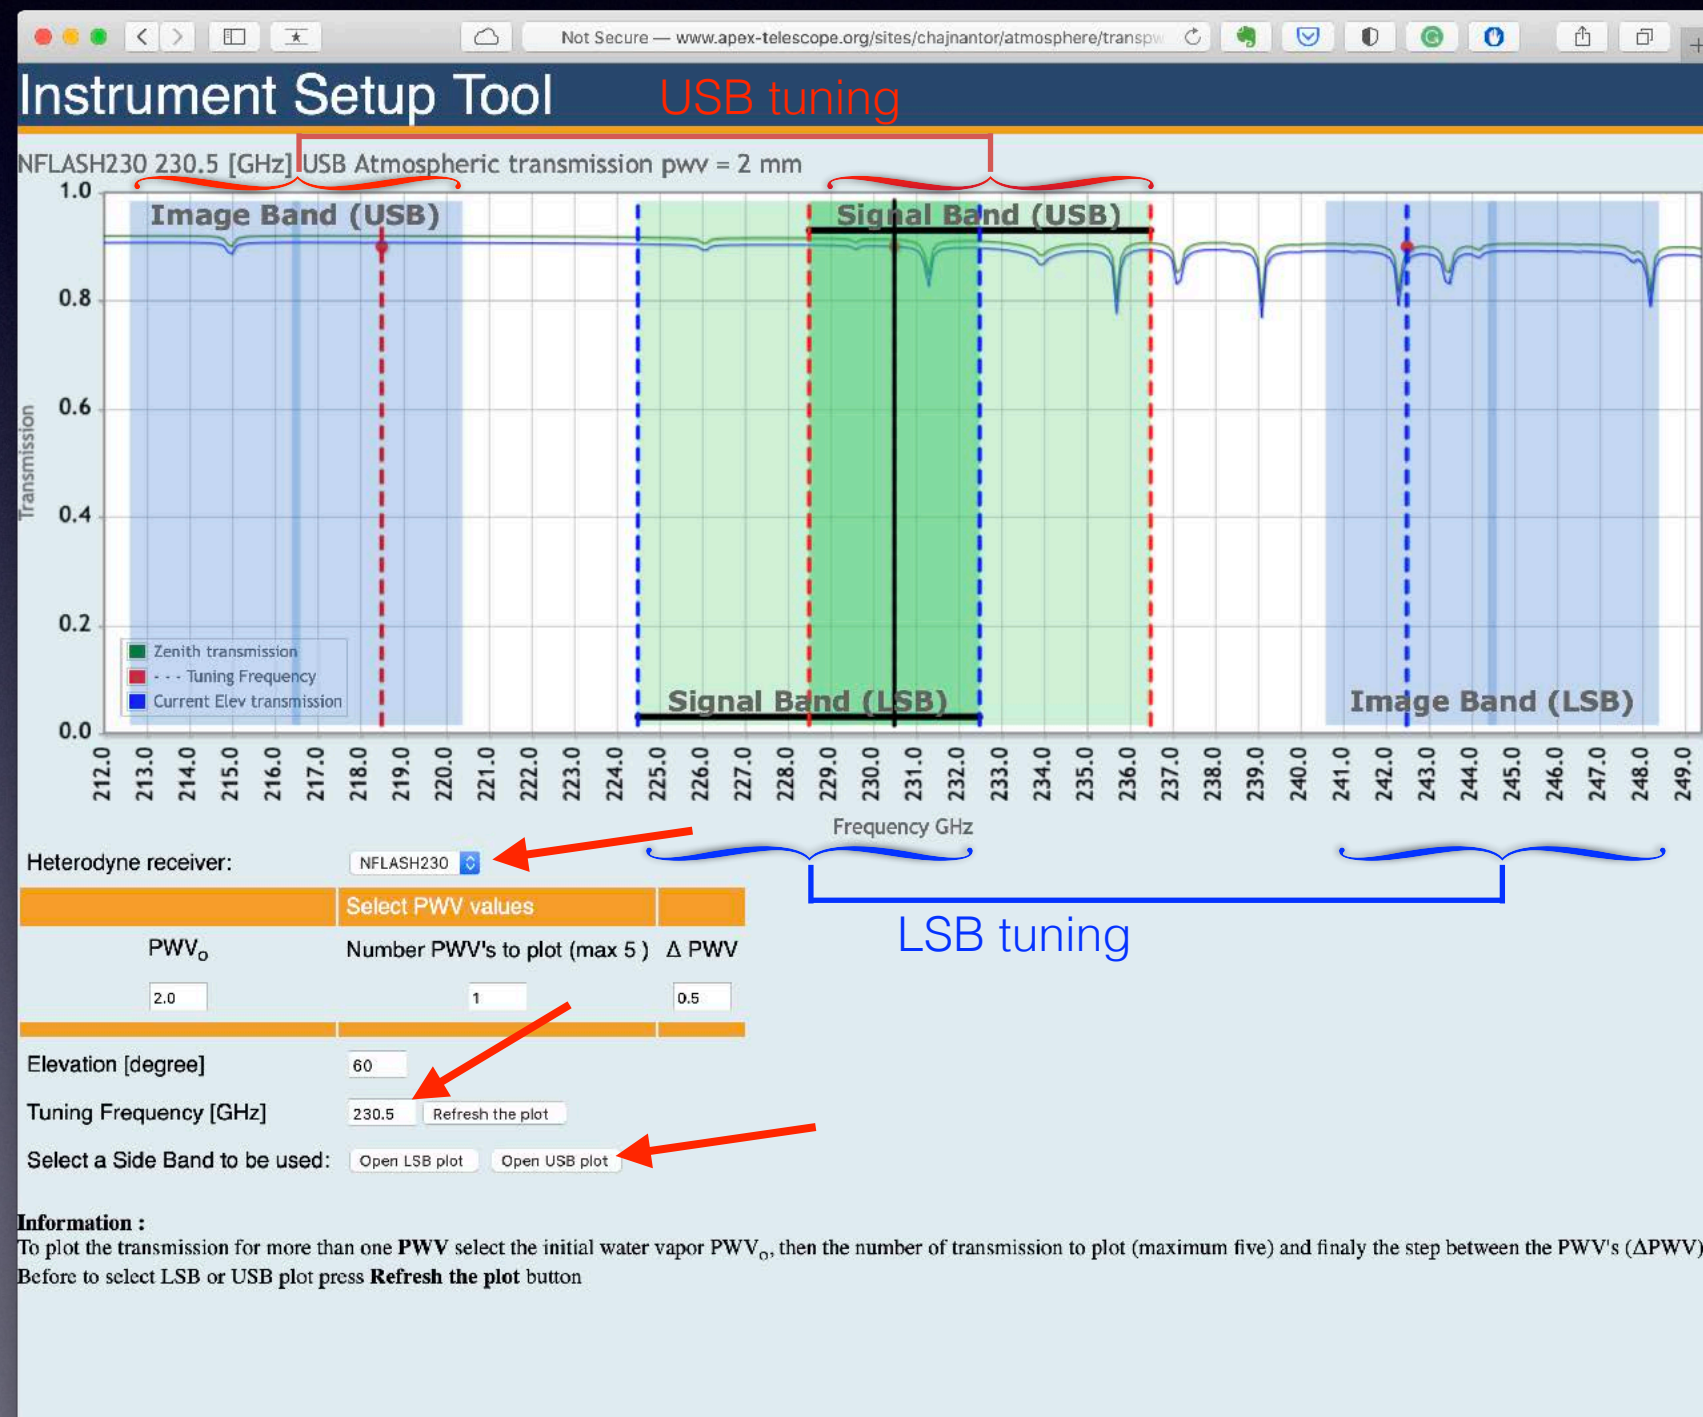 Not Secure — www.apex-telescope.org/sites/chajnantor/atmosphere/transpw
Instrument Setup Tool
USB tuning
NFLASH230 230.5 [GHz] USB Atmospheric transmission pwv = 2 mm
Image Band (USB)
Signal Band (USB)
1.0
0.8
0.6
0.4
0.2
0.0
Transmission
Zenith transmission
- - - Tuning Frequency
Current Elev transmission
Signal Band (LSB)
Image Band (LSB)
212.0 213.0 214.0 215.0 216.0 217.0 218.0 219.0 220.0 221.0 222.0 223.0 224.0 225.0 226.0 227.0 228.0 229.0 230.0 231.0 232.0 233.0 234.0 235.0 236.0 237.0 238.0 239.0 240.0 241.0 242.0 243.0 244.0 245.0 246.0 247.0 248.0 249.0
Frequency GHz
Heterodyne receiver: NFLASH230
LSB tuning
Select PWV values
PWVo Number PWV's to plot (max 5 ) Δ PWV
2.0 1 0.5
Elevation [degree] 60
Tuning Frequency [GHz] 230.5 Refresh the plot
Select a Side Band to be used: Open LSB plot Open USB plot
Information :
To plot the transmission for more than one PWV select the initial water vapor PWVo, then the number of transmission to plot (maximum five) and finaly the step between the PWV's (ΔPWV)
Before to select LSB or USB plot press Refresh the plot button